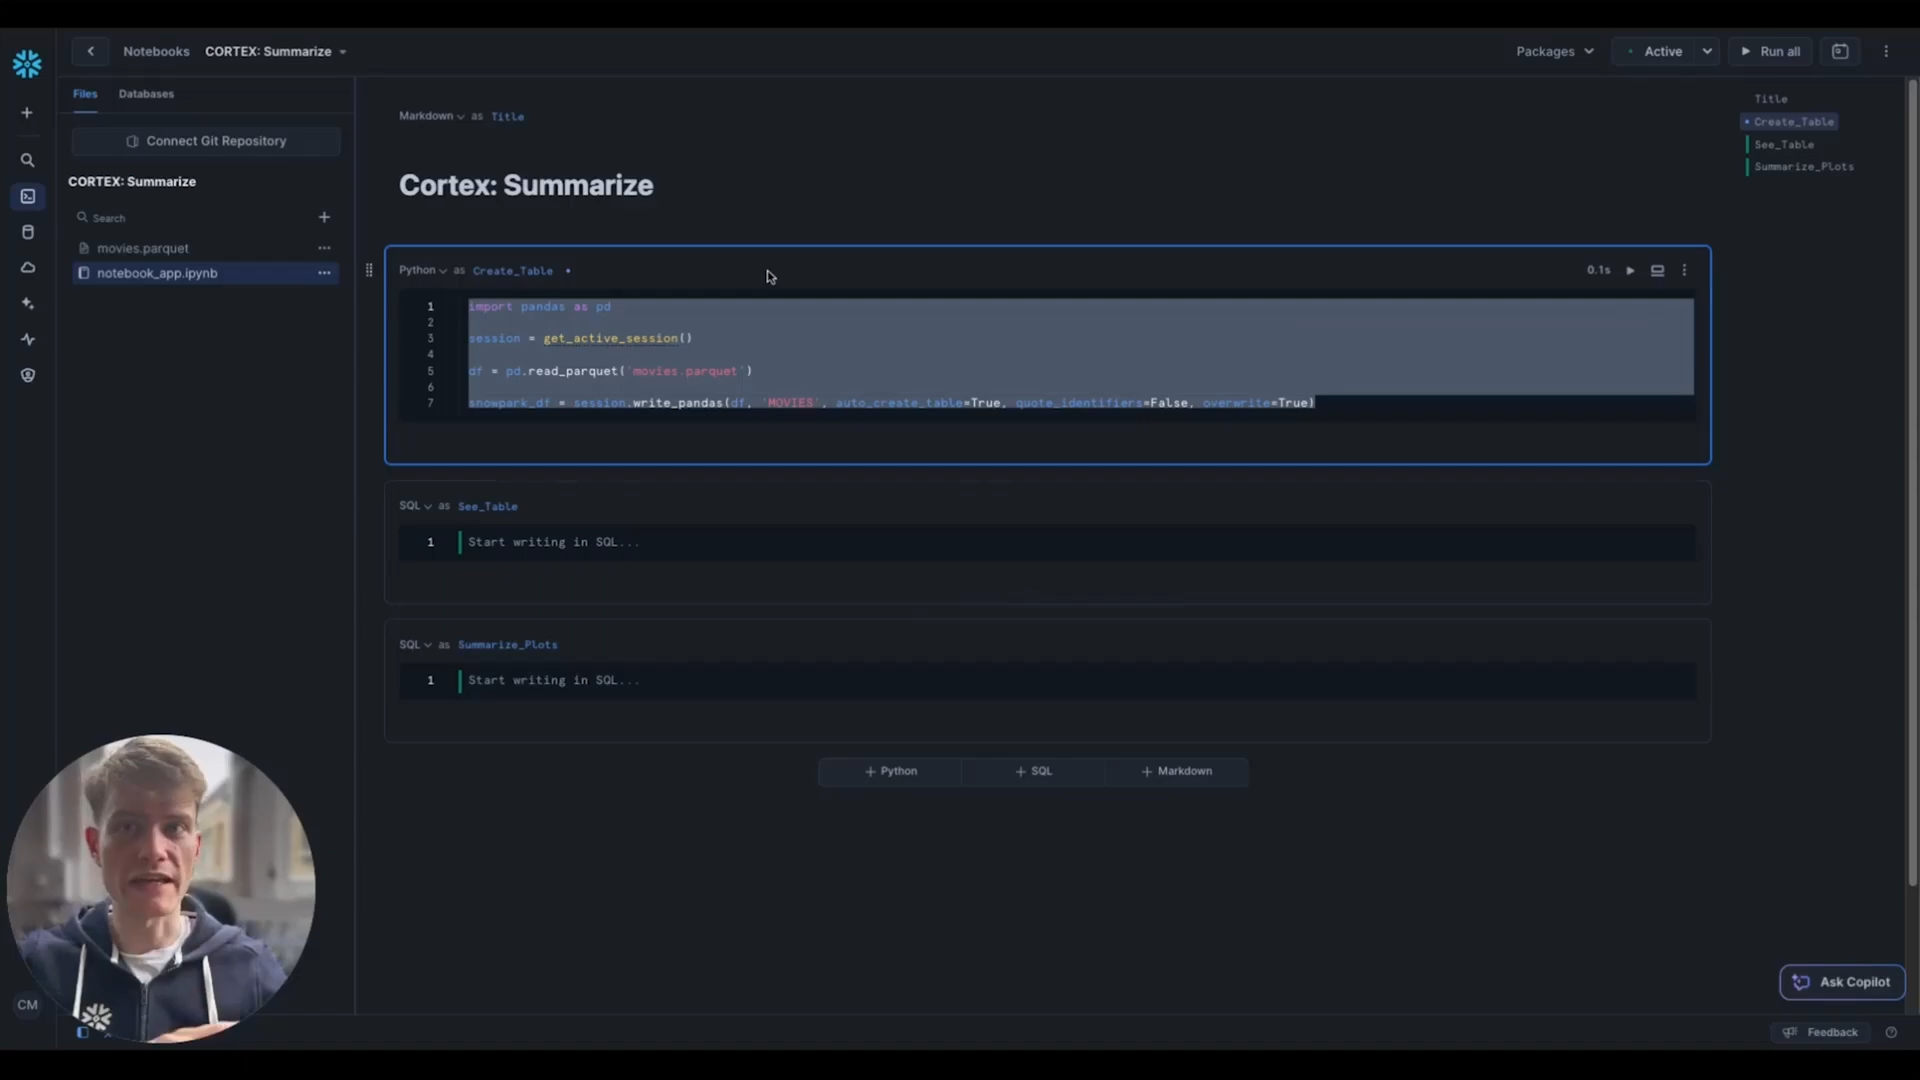 Notebooks CORTEX: Summarize
Packages Active Run all
Files Databases
Connect Git Repository
CORTEX: Summarize
Search
movies.parquet
notebook_app.ipynb
Markdown as Title
Cortex: Summarize
Python as Create_Table
0.1s
1 import pandas as pd
2
3 session = get_active_session()
4
5 df = pd.read_parquet('movies.parquet')
6
7 snowpark_df = session.write_pandas(df, 'MOVIES', auto_create_table=True, quote_identifiers=False, overwrite=True)
SQL as See_Table
1 Start writing in SQL...
SQL as Summarize_Plots
1 Start writing in SQL...
+ Python + SQL + Markdown
Title
Create_Table
See_Table
Summarize_Plots
CM
Ask Copilot
Feedback